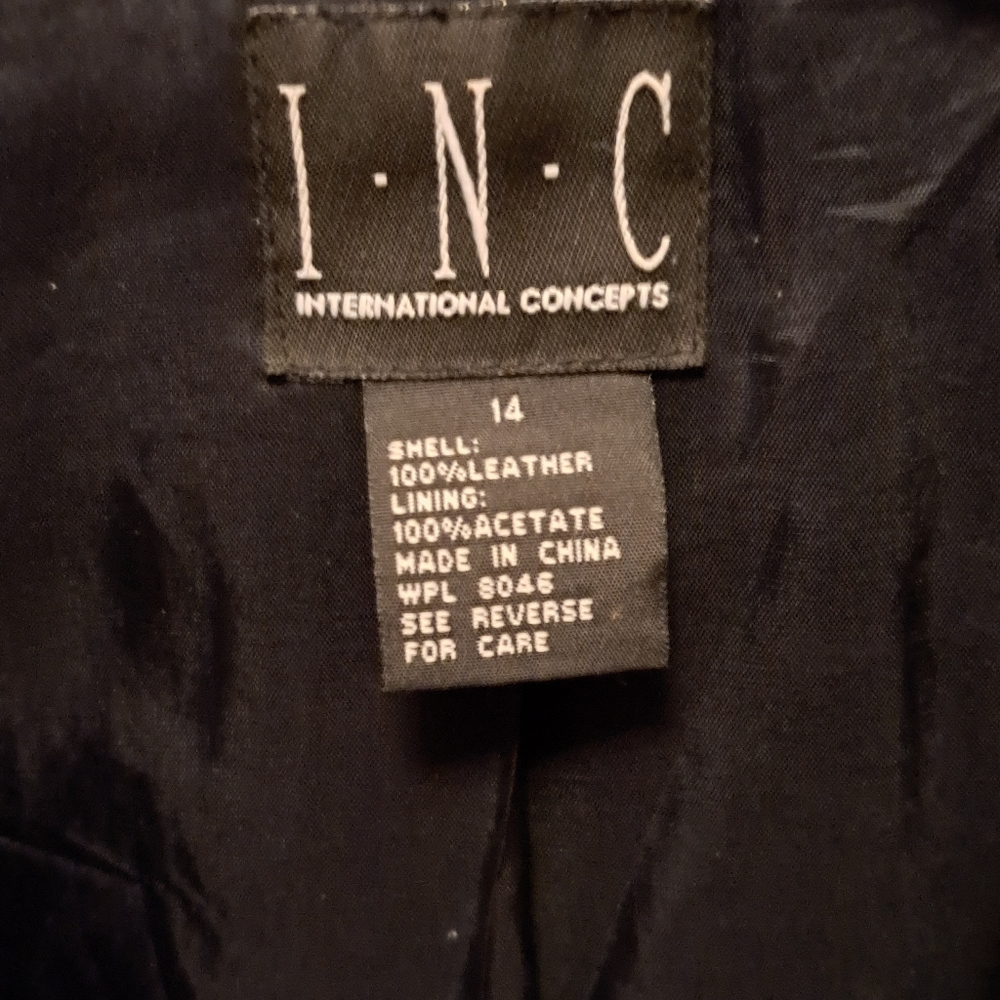 I·N·C
INTERNATIONAL CONCEPTS
14
SHELL:
100%LEATHER
LINING:
100%ACETATE
MADE IN CHINA
WPL 8046
SEE REVERSE
FOR CARE